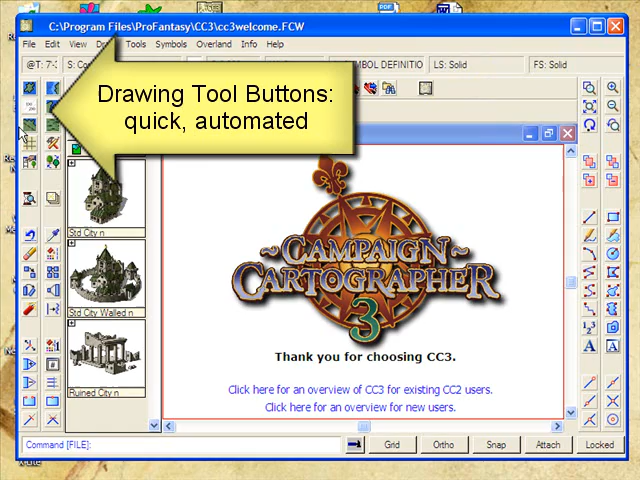 C:\Program Files\ProFantasy\CC3\cc3welcome.FCW
File Edit View Tools Symbols Overland Info Window Help
@T: 7- LS: Solid FS: Solid
Drawing Tool Buttons:
quick, automated
Std City n
Std City Walled n
Ruined City n
~CAMPAIGN~
CARTOGRAPHER
3
Thank you for choosing CC3.
Click here for an overview of CC3 for existing CC2 users.
Click here for an overview for new users.
Command [FILE]:
Grid Ortho Snap Attach Locked